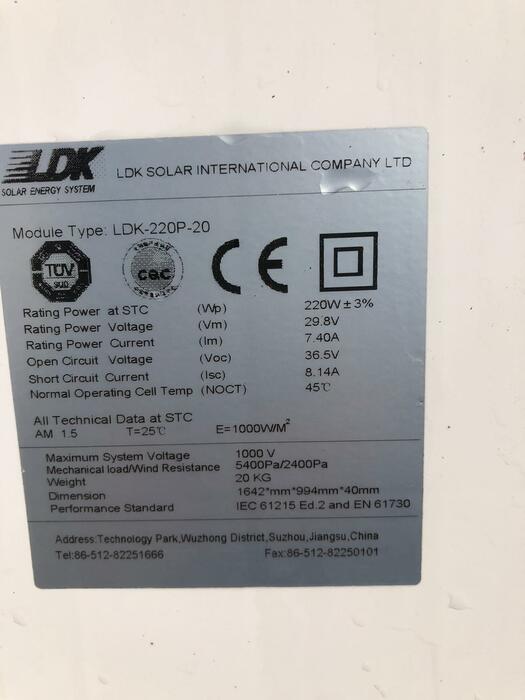 LDK
SOLAR ENERGY SYSTEM
LDK SOLAR INTERNATIONAL COMPANY LTD
Module Type: LDK-220P-20
TÜV
SUD
cqc
CE
Rating Power at STC (Wp) 220W ± 3%
Rating Power Voltage (Vm) 29.8V
Rating Power Current (Im) 7.40A
Open Circuit Voltage (Voc) 36.5V
Short Circuit Current (Isc) 8.14A
Normal Operating Cell Temp (NOCT) 45℃
All Technical Data at STC
AM 1.5 T=25℃ E=1000W/M²
Maximum System Voltage 1000 V
Mechanical load/Wind Resistance 5400Pa/2400Pa
Weight 20 KG
Dimension 1642*mm*994mm*40mm
Performance Standard IEC 61215 Ed.2 and EN 61730
Address:Technology Park,Wuzhong District,Suzhou,Jiangsu,China
Tel:86-512-82251666 Fax:86-512-82250101